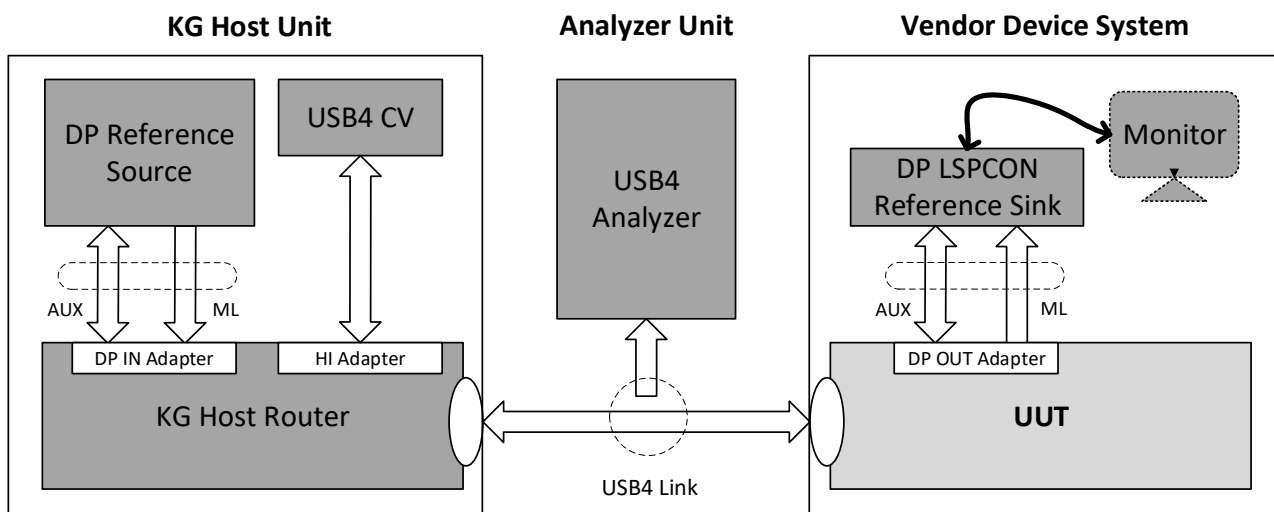 KG Host Unit
Analyzer Unit
Vendor Device System
DP Reference
Source
USB4 CV
USB4
Analyzer
DP LSPCON
Reference Sink
Monitor
AUX
ML
AUX
ML
DP IN Adapter
HI Adapter
DP OUT Adapter
KG Host Router
UUT
USB4 Link